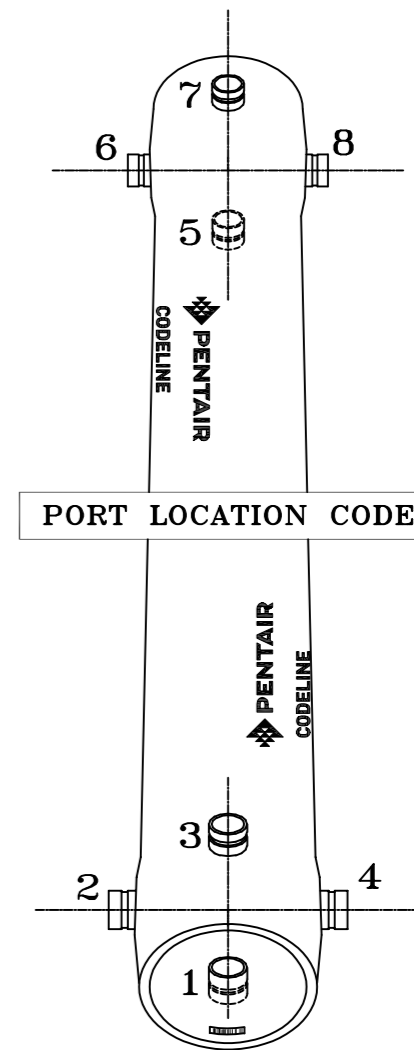 7
6
8
5
CODELINE
PENTAIR
PORT LOCATION CODE
PENTAIR
CODELINE
3
2
4
1